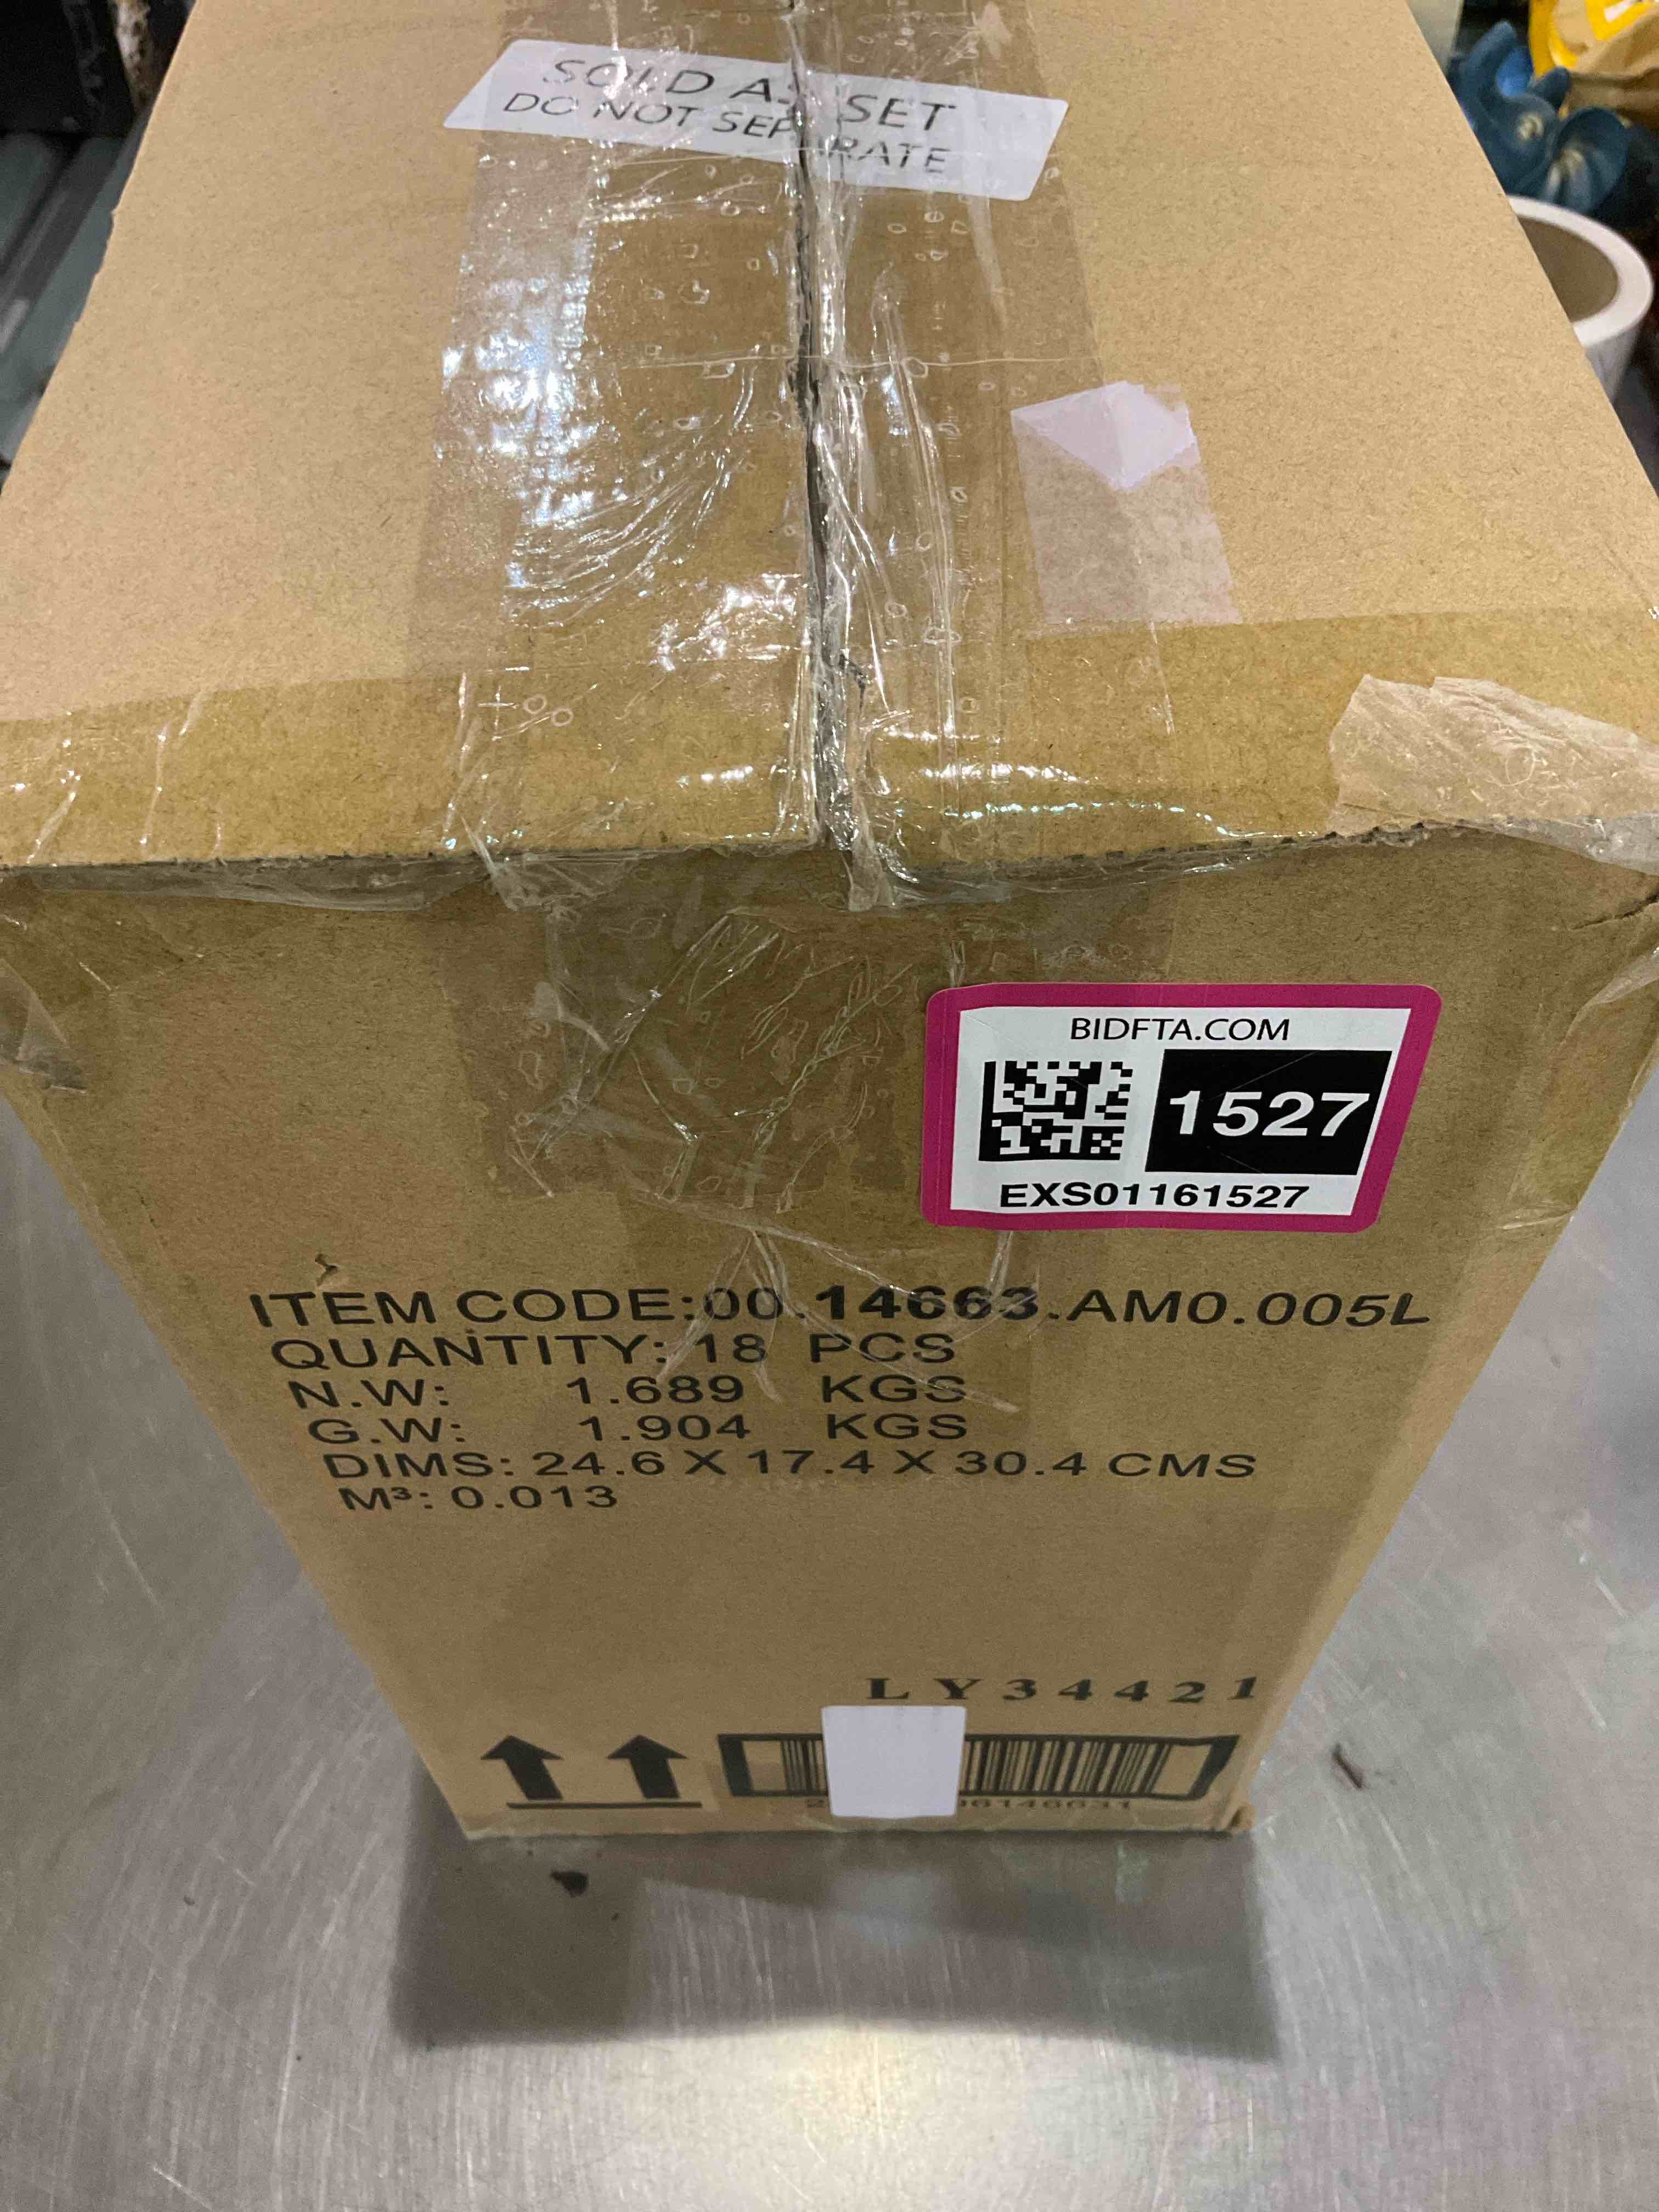 SOLD AS SET
DO NOT SEPARATE
BIDFTA.COM
1527
EXS01161527
ITEM CODE:00.14663.AM0.005L
QUANTITY: 18 PCS
N.W: 1.689 KGS
G.W: 1.904 KGS
DIMS: 24.6 X 17.4 X 30.4 CMS
M³: 0.013
LY34421